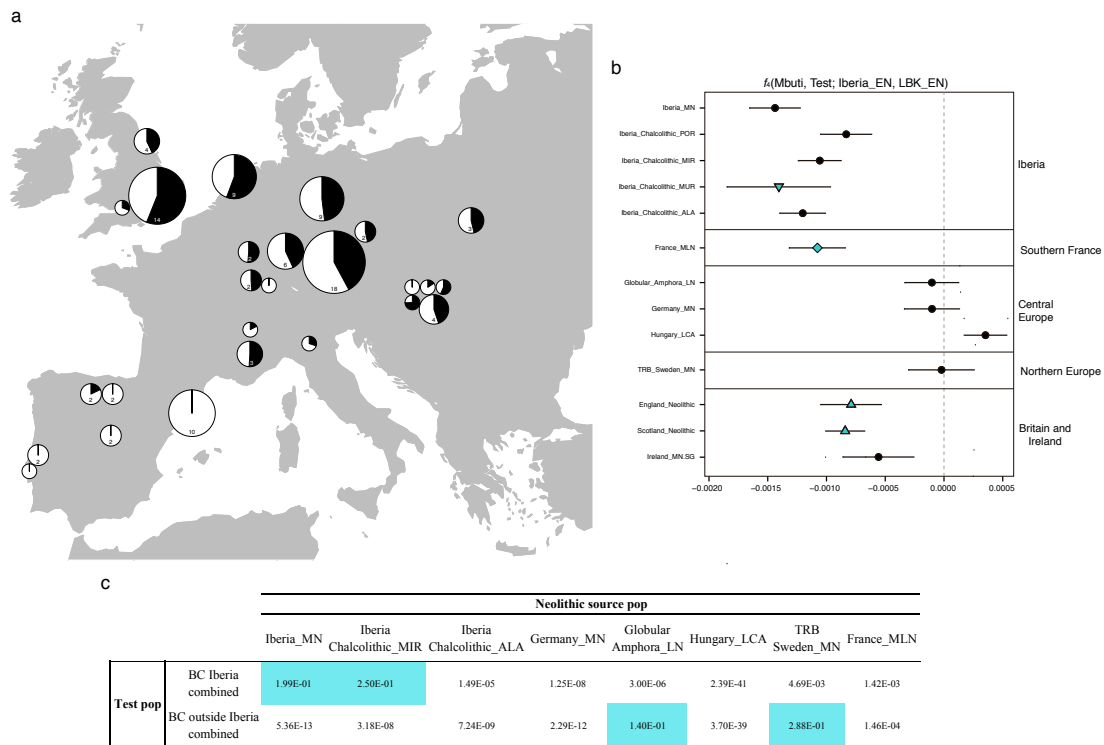 a
4
14
9
9
3
2
2
6
18
2
4
3
2
2
10
2
2
b
f4(Mbuti, Test; Iberia_EN, LBK_EN)
Iberia_MN
Iberia_Chalcolithic_POR
Iberia_Chalcolithic_MIR
Iberia
Iberia_Chalcolithic_MUR
Iberia_Chalcolithic_ALA
France_MLN
Southern France
Globular_Amphora_LN
Germany_MN
Central
Europe
Hungary_LCA
TRB_Sweden_MN
Northern Europe
England_Neolithic
Scotland_Neolithic
Britain and
Ireland
Ireland_MN.SG
−0.0020 −0.0015 −0.0010 −0.0005 0.0000 0.0005
c
Neolithic source pop
Iberia_MN Iberia Chalcolithic_MIR Iberia Chalcolithic_ALA Germany_MN Globular Amphora_LN Hungary_LCA TRB Sweden_MN France_MLN
Test pop
BC Iberia combined 1.99E-01 2.50E-01 1.49E-05 1.25E-08 3.00E-06 2.39E-41 4.69E-03 1.42E-03
BC outside Iberia combined 5.36E-13 3.18E-08 7.24E-09 2.29E-12 1.40E-01 3.70E-39 2.88E-01 1.46E-04